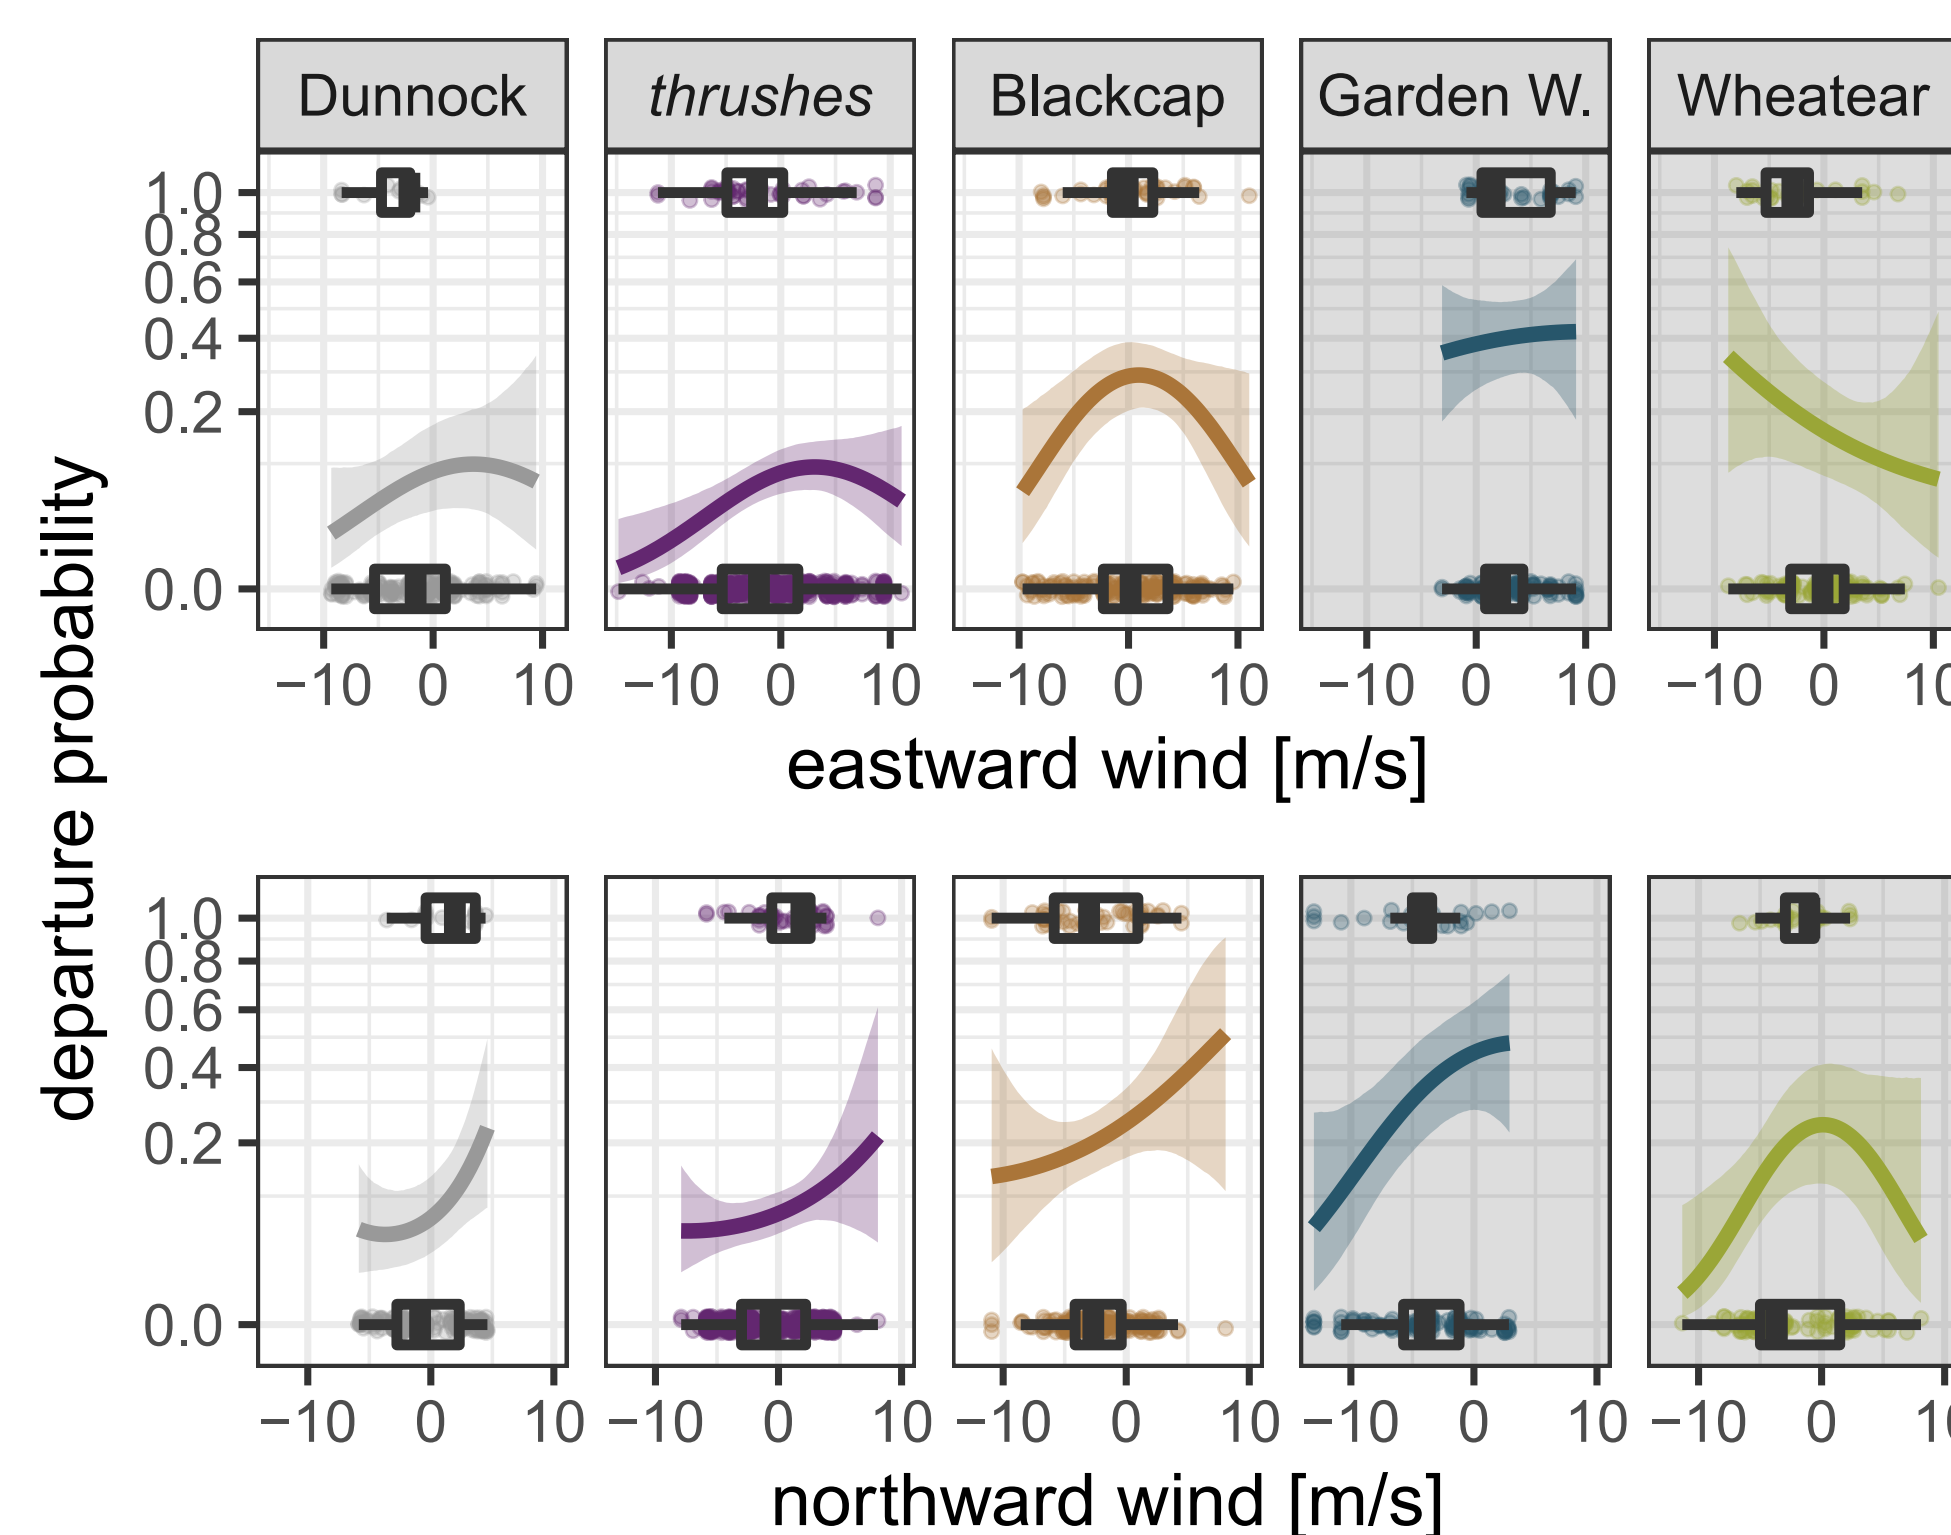 Dunnock thrushes Blackcap Garden W. Wheatear
1.0
0.8
0.6
0.4
0.2
0.0
−10 0 10 −10 0 10 −10 0 10 −10 0 10 −10 0 10
eastward wind [m/s]
departure probability
1.0
0.8
0.6
0.4
0.2
0.0
−10 0 10 −10 0 10 −10 0 10 −10 0 10 −10 0 10
northward wind [m/s]